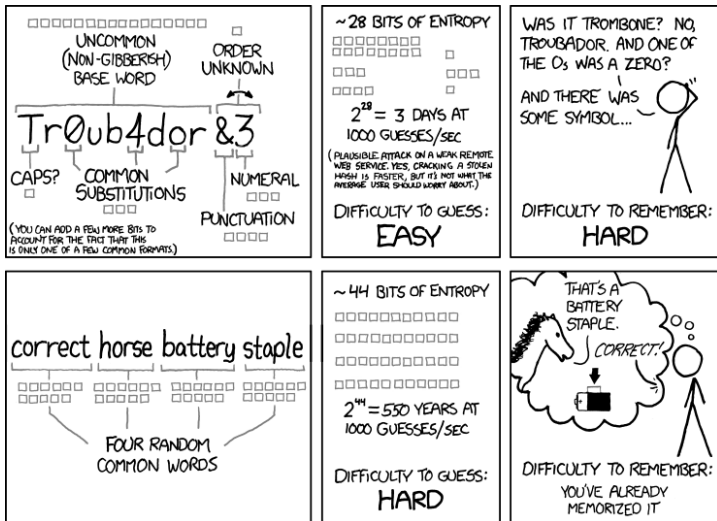 UNCOMMON
(NON-GIBBERISH)
BASE WORD
ORDER
UNKNOWN
Tr0ub4dor &3
CAPS?
COMMON
SUBSTITUTIONS
NUMERAL
PUNCTUATION
(YOU CAN ADD A FEW MORE BITS TO
ACCOUNT FOR THE FACT THAT THIS
IS ONLY ONE OF A FEW COMMON FORMATS.)
~28 BITS OF ENTROPY
2²⁸ = 3 DAYS AT
1000 GUESSES/SEC
(PLAUSIBLE ATTACK ON A WEAK REMOTE
WEB SERVICE. YES, CRACKING A STOLEN
HASH IS FASTER, BUT IT'S NOT WHAT THE
AVERAGE USER SHOULD WORRY ABOUT.)
DIFFICULTY TO GUESS:
EASY
WAS IT TROMBONE? NO,
TROUBADOR. AND ONE OF
THE Os WAS A ZERO?
AND THERE WAS
SOME SYMBOL...
DIFFICULTY TO REMEMBER:
HARD
correct horse battery staple
FOUR RANDOM
COMMON WORDS
~44 BITS OF ENTROPY
2⁴⁴ = 550 YEARS AT
1000 GUESSES/SEC
DIFFICULTY TO GUESS:
HARD
THAT'S A
BATTERY
STAPLE.
CORRECT!
DIFFICULTY TO REMEMBER:
YOU'VE ALREADY
MEMORIZED IT